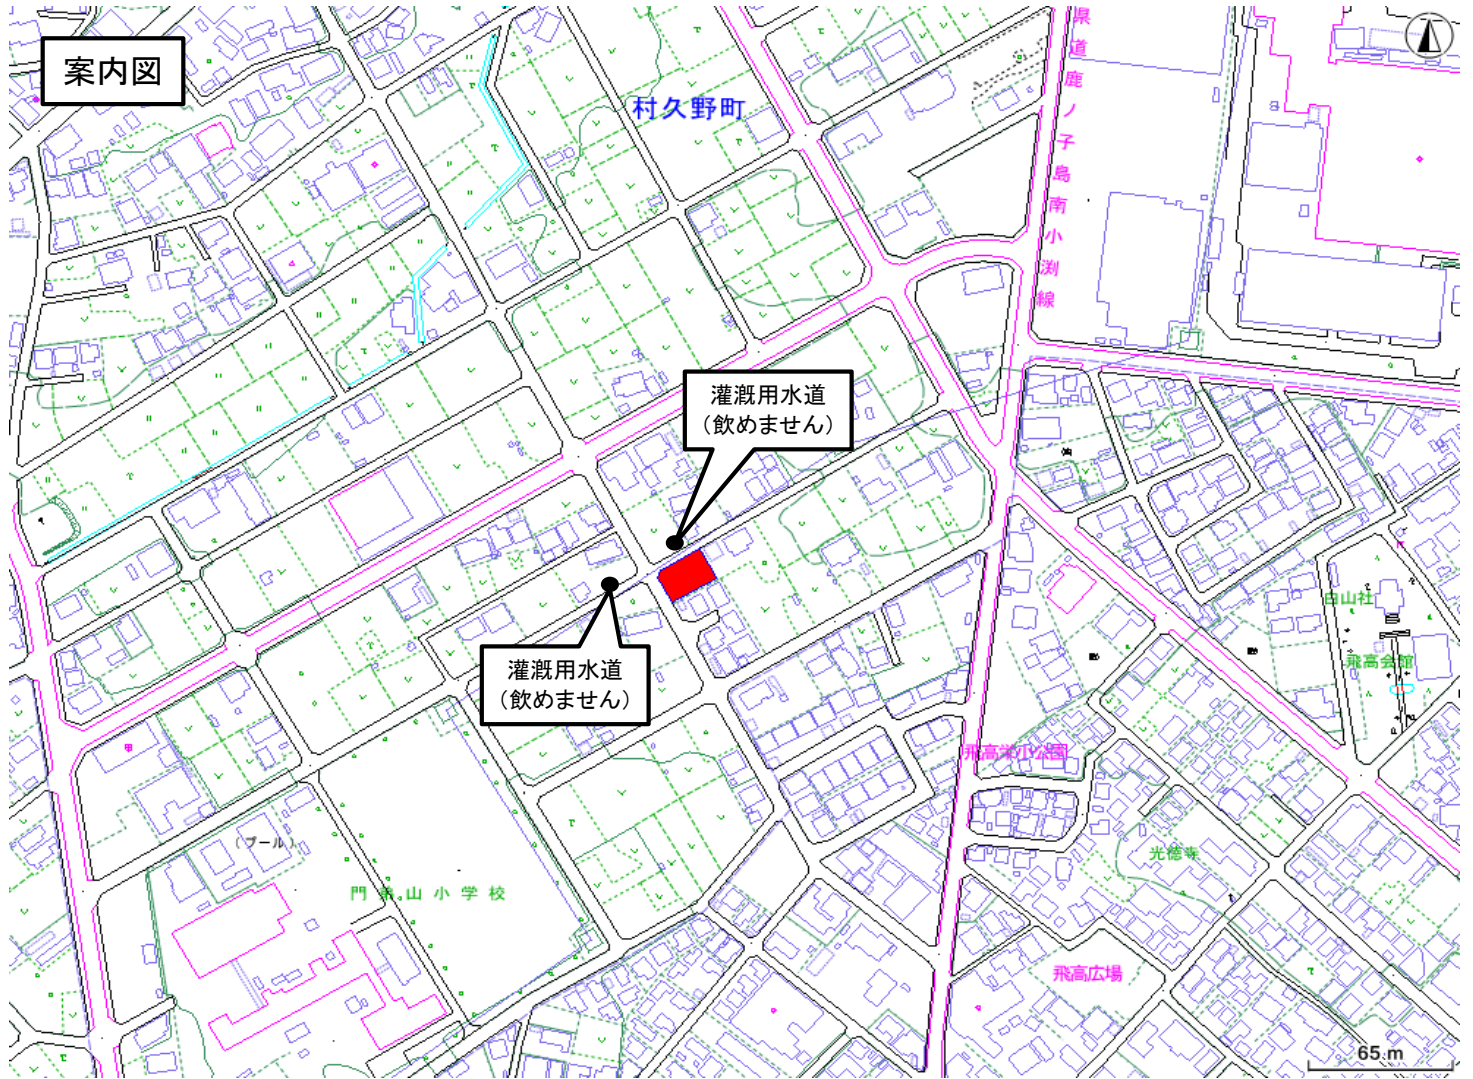 案内図
村久野町
県道鹿ノ子島南小渕線
灌漑用水道
(飲めません)
灌漑用水道
(飲めません)
白山社
飛高会館
飛高栄小公園
(プール)
門弟山小学校
光徳寺
飛高広場
65 m